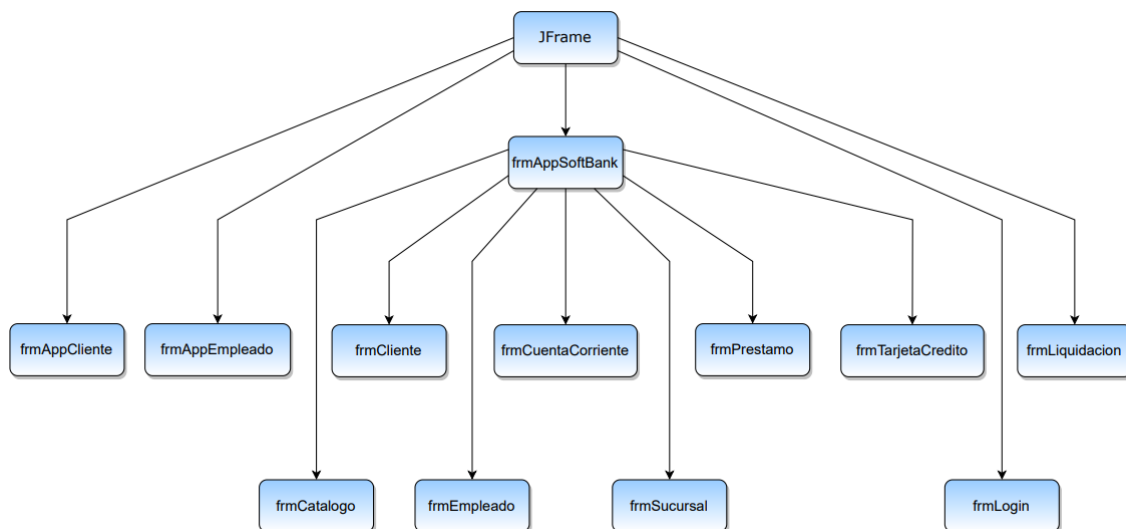 JFrame
frmAppSoftBank
frmAppCliente
frmAppEmpleado
frmCliente
frmCuentaCorriente
frmPrestamo
frmTarjetaCredito
frmLiquidacion
frmCatalogo
frmEmpleado
frmSucursal
frmLogin